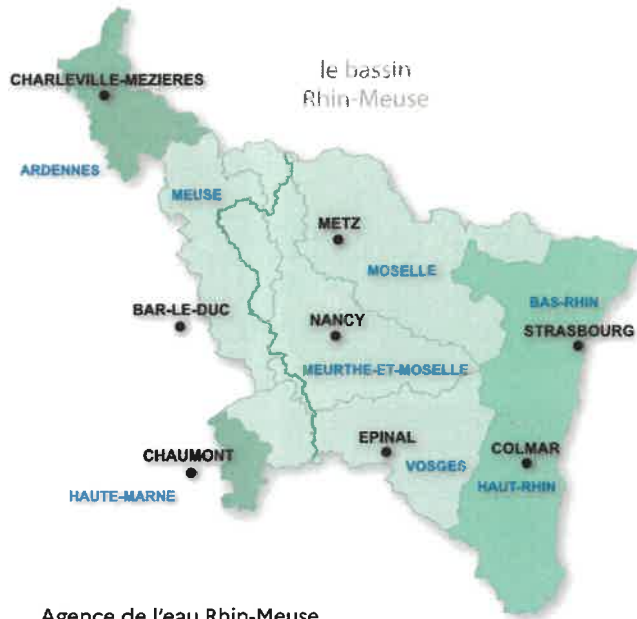 le bassin
Rhin-Meuse
CHARLEVILLE-MEZIERES
ARDENNES
MEUSE
METZ
MOSELLE
BAS-RHIN
BAR-LE-DUC
NANCY
STRASBOURG
MEURTHE-ET-MOSELLE
CHAUMONT
EPINAL
COLMAR
VOSGES
HAUTE-MARNE
HAUT-RHIN
Agence de l'eau Rhin-Meuse